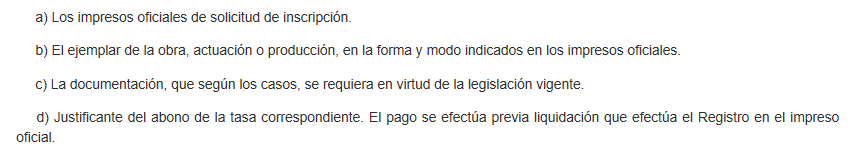 a) Los impresos oficiales de solicitud de inscripción.
b) El ejemplar de la obra, actuación o producción, en la forma y modo indicados en los impresos oficiales.
c) La documentación, que según los casos, se requiera en virtud de la legislación vigente.
d) Justificante del abono de la tasa correspondiente. El pago se efectúa previa liquidación que efectúa el Registro en el impreso
oficial.